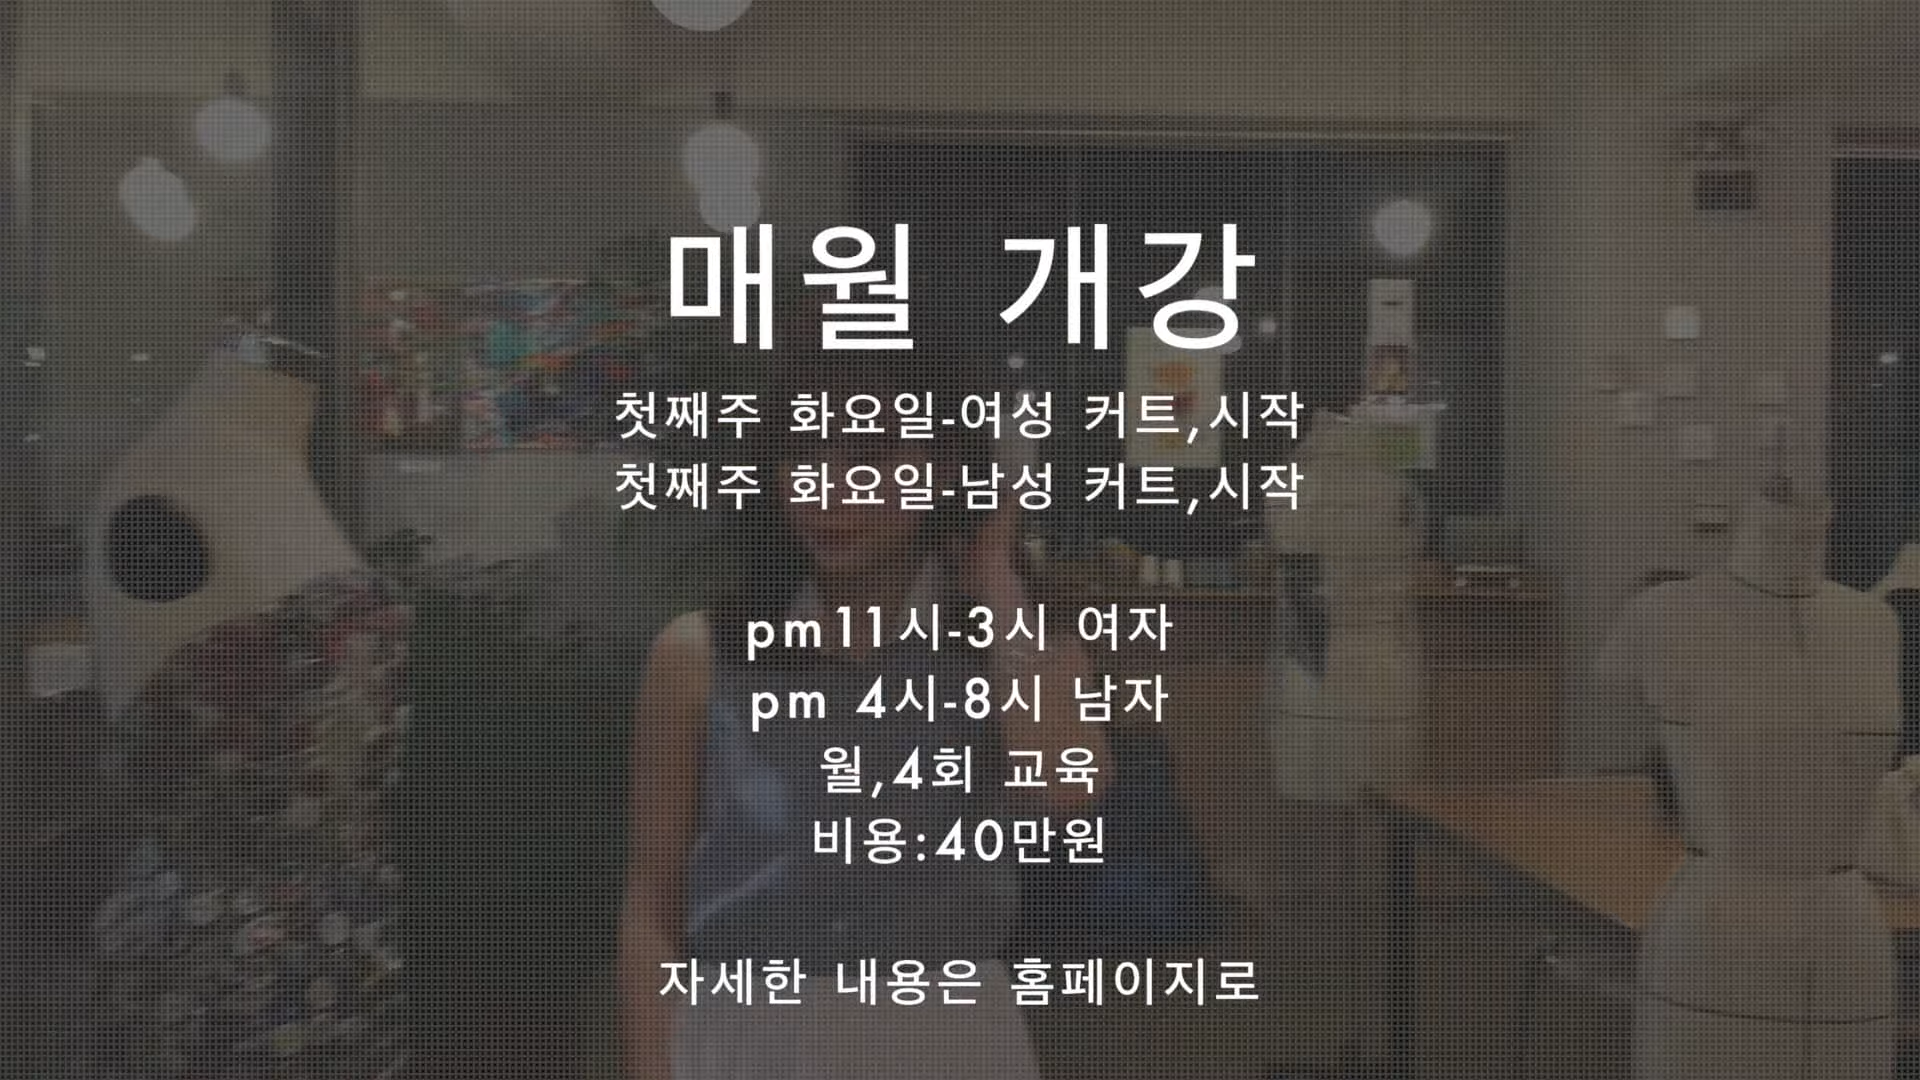 매월 개강
첫째주 화요일-여성 커트,시작
첫째주 화요일-남성 커트,시작
pm11시-3시 여자
pm 4시-8시 남자
월,4회 교육
비용:40만원
자세한 내용은 홈페이지로